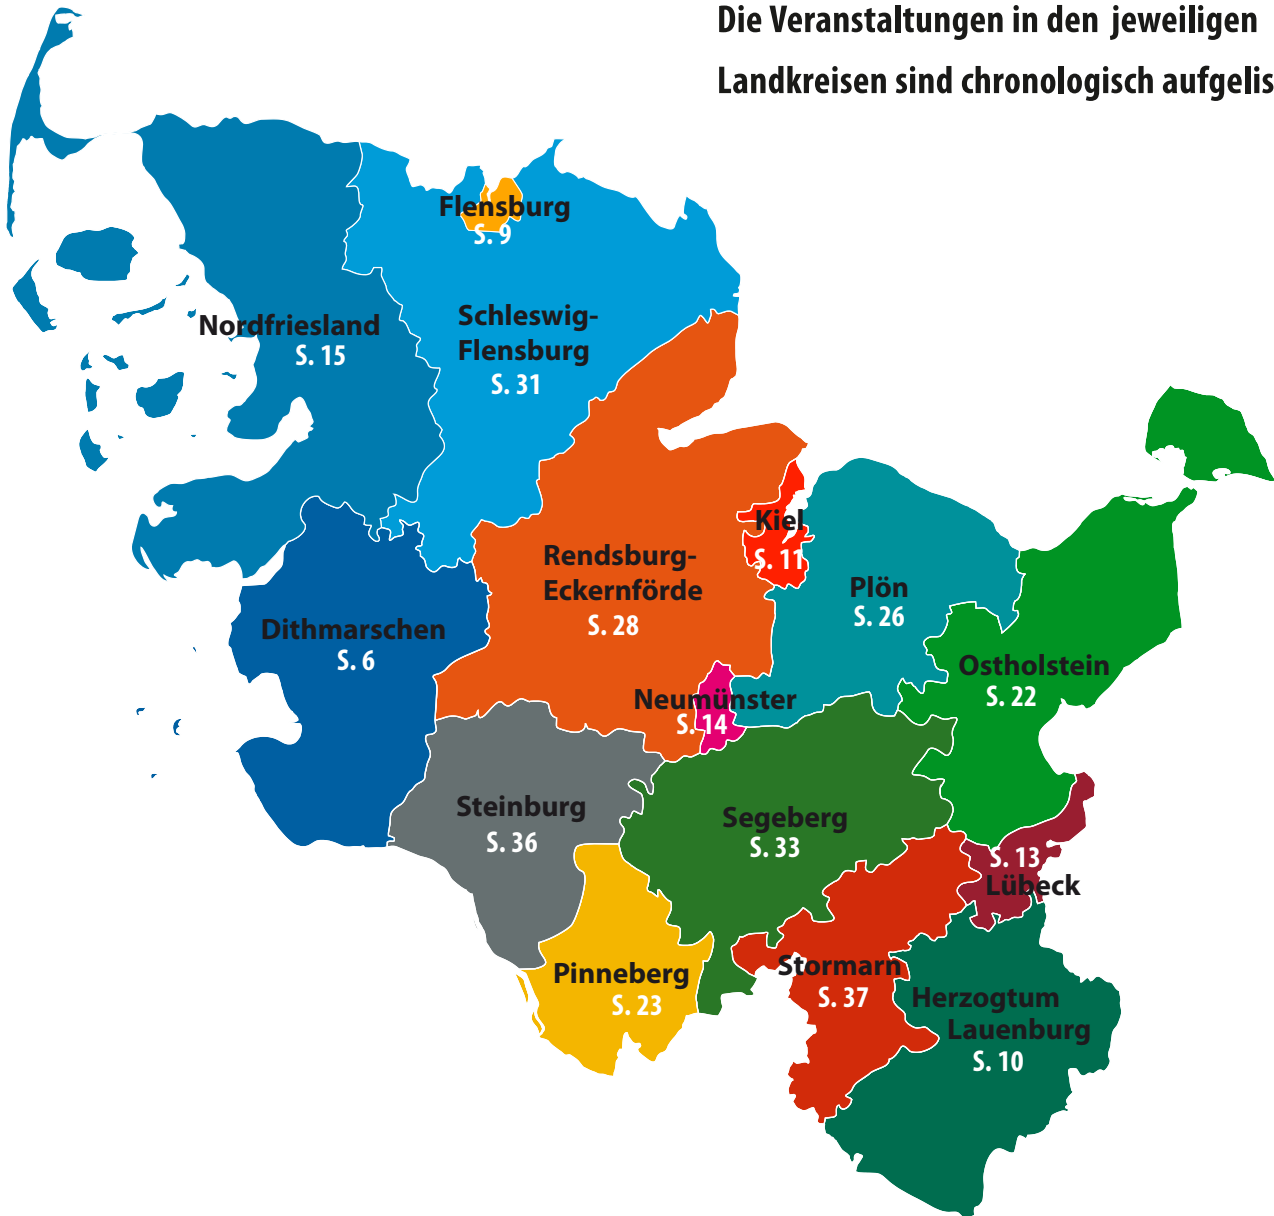 Die Veranstaltungen in den jeweiligen
Landkreisen sind chronologisch aufgelis
Flensburg
S. 9
Nordfriesland
S. 15
Schleswig-
Flensburg
S. 31
Kiel
S. 11
Rendsburg-
Eckernförde
S. 28
Plön
S. 26
Dithmarschen
S. 6
Ostholstein
S. 22
Neumünster
S. 14
Steinburg
S. 36
Segeberg
S. 33
S. 13
Lübeck
Pinneberg
S. 23
Stormarn
S. 37
Herzogtum
Lauenburg
S. 10